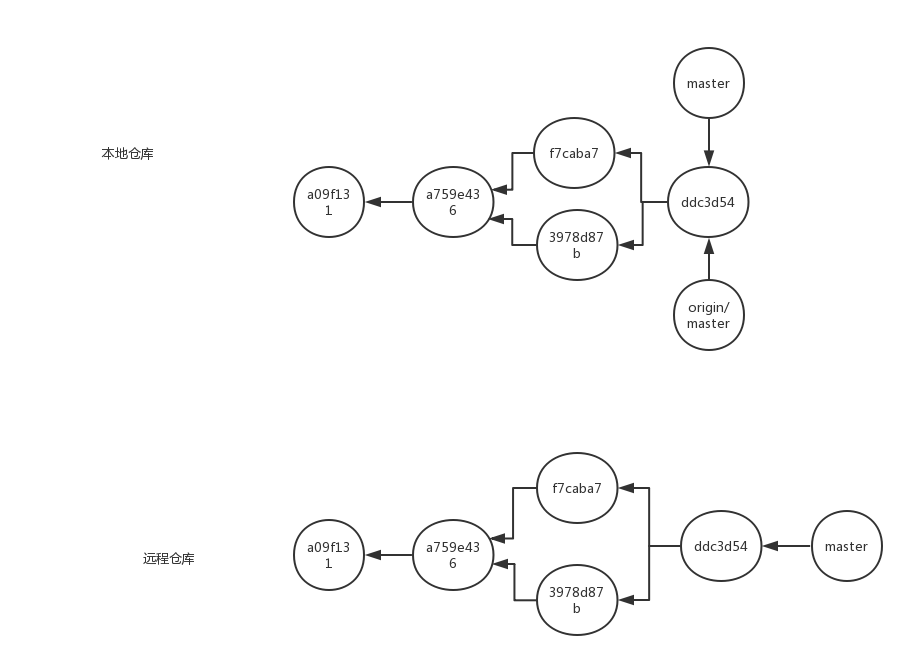 master
本地仓库
f7caba7
a09f13
1
a759e43
6
ddc3d54
3978d87
b
origin/
master
f7caba7
远程仓库
a09f13
1
a759e43
6
ddc3d54
master
3978d87
b